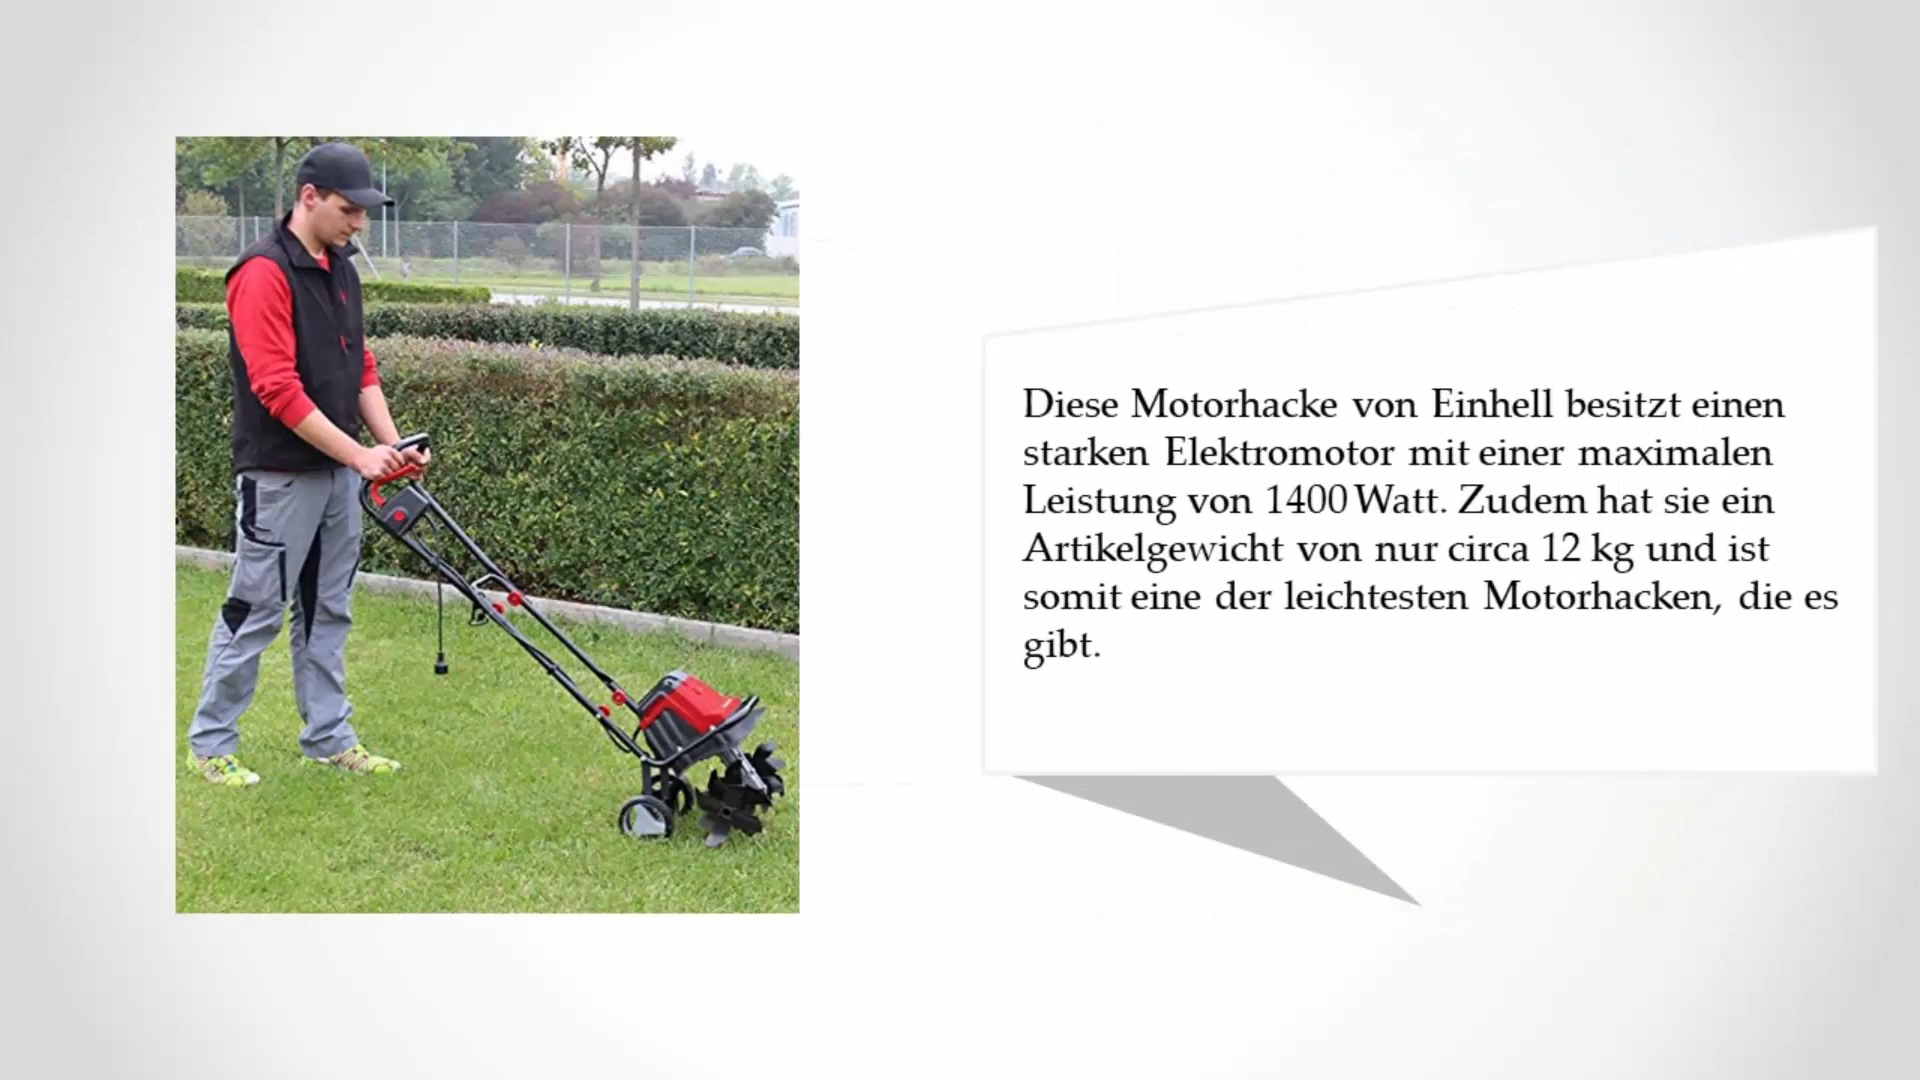 Diese Motorhacke von Einhell besitzt einen
starken Elektromotor mit einer maximalen
Leistung von 1400 Watt. Zudem hat sie ein
Artikelgewicht von nur circa 12 kg und ist
somit eine der leichtesten Motorhacken, die es
gibt.